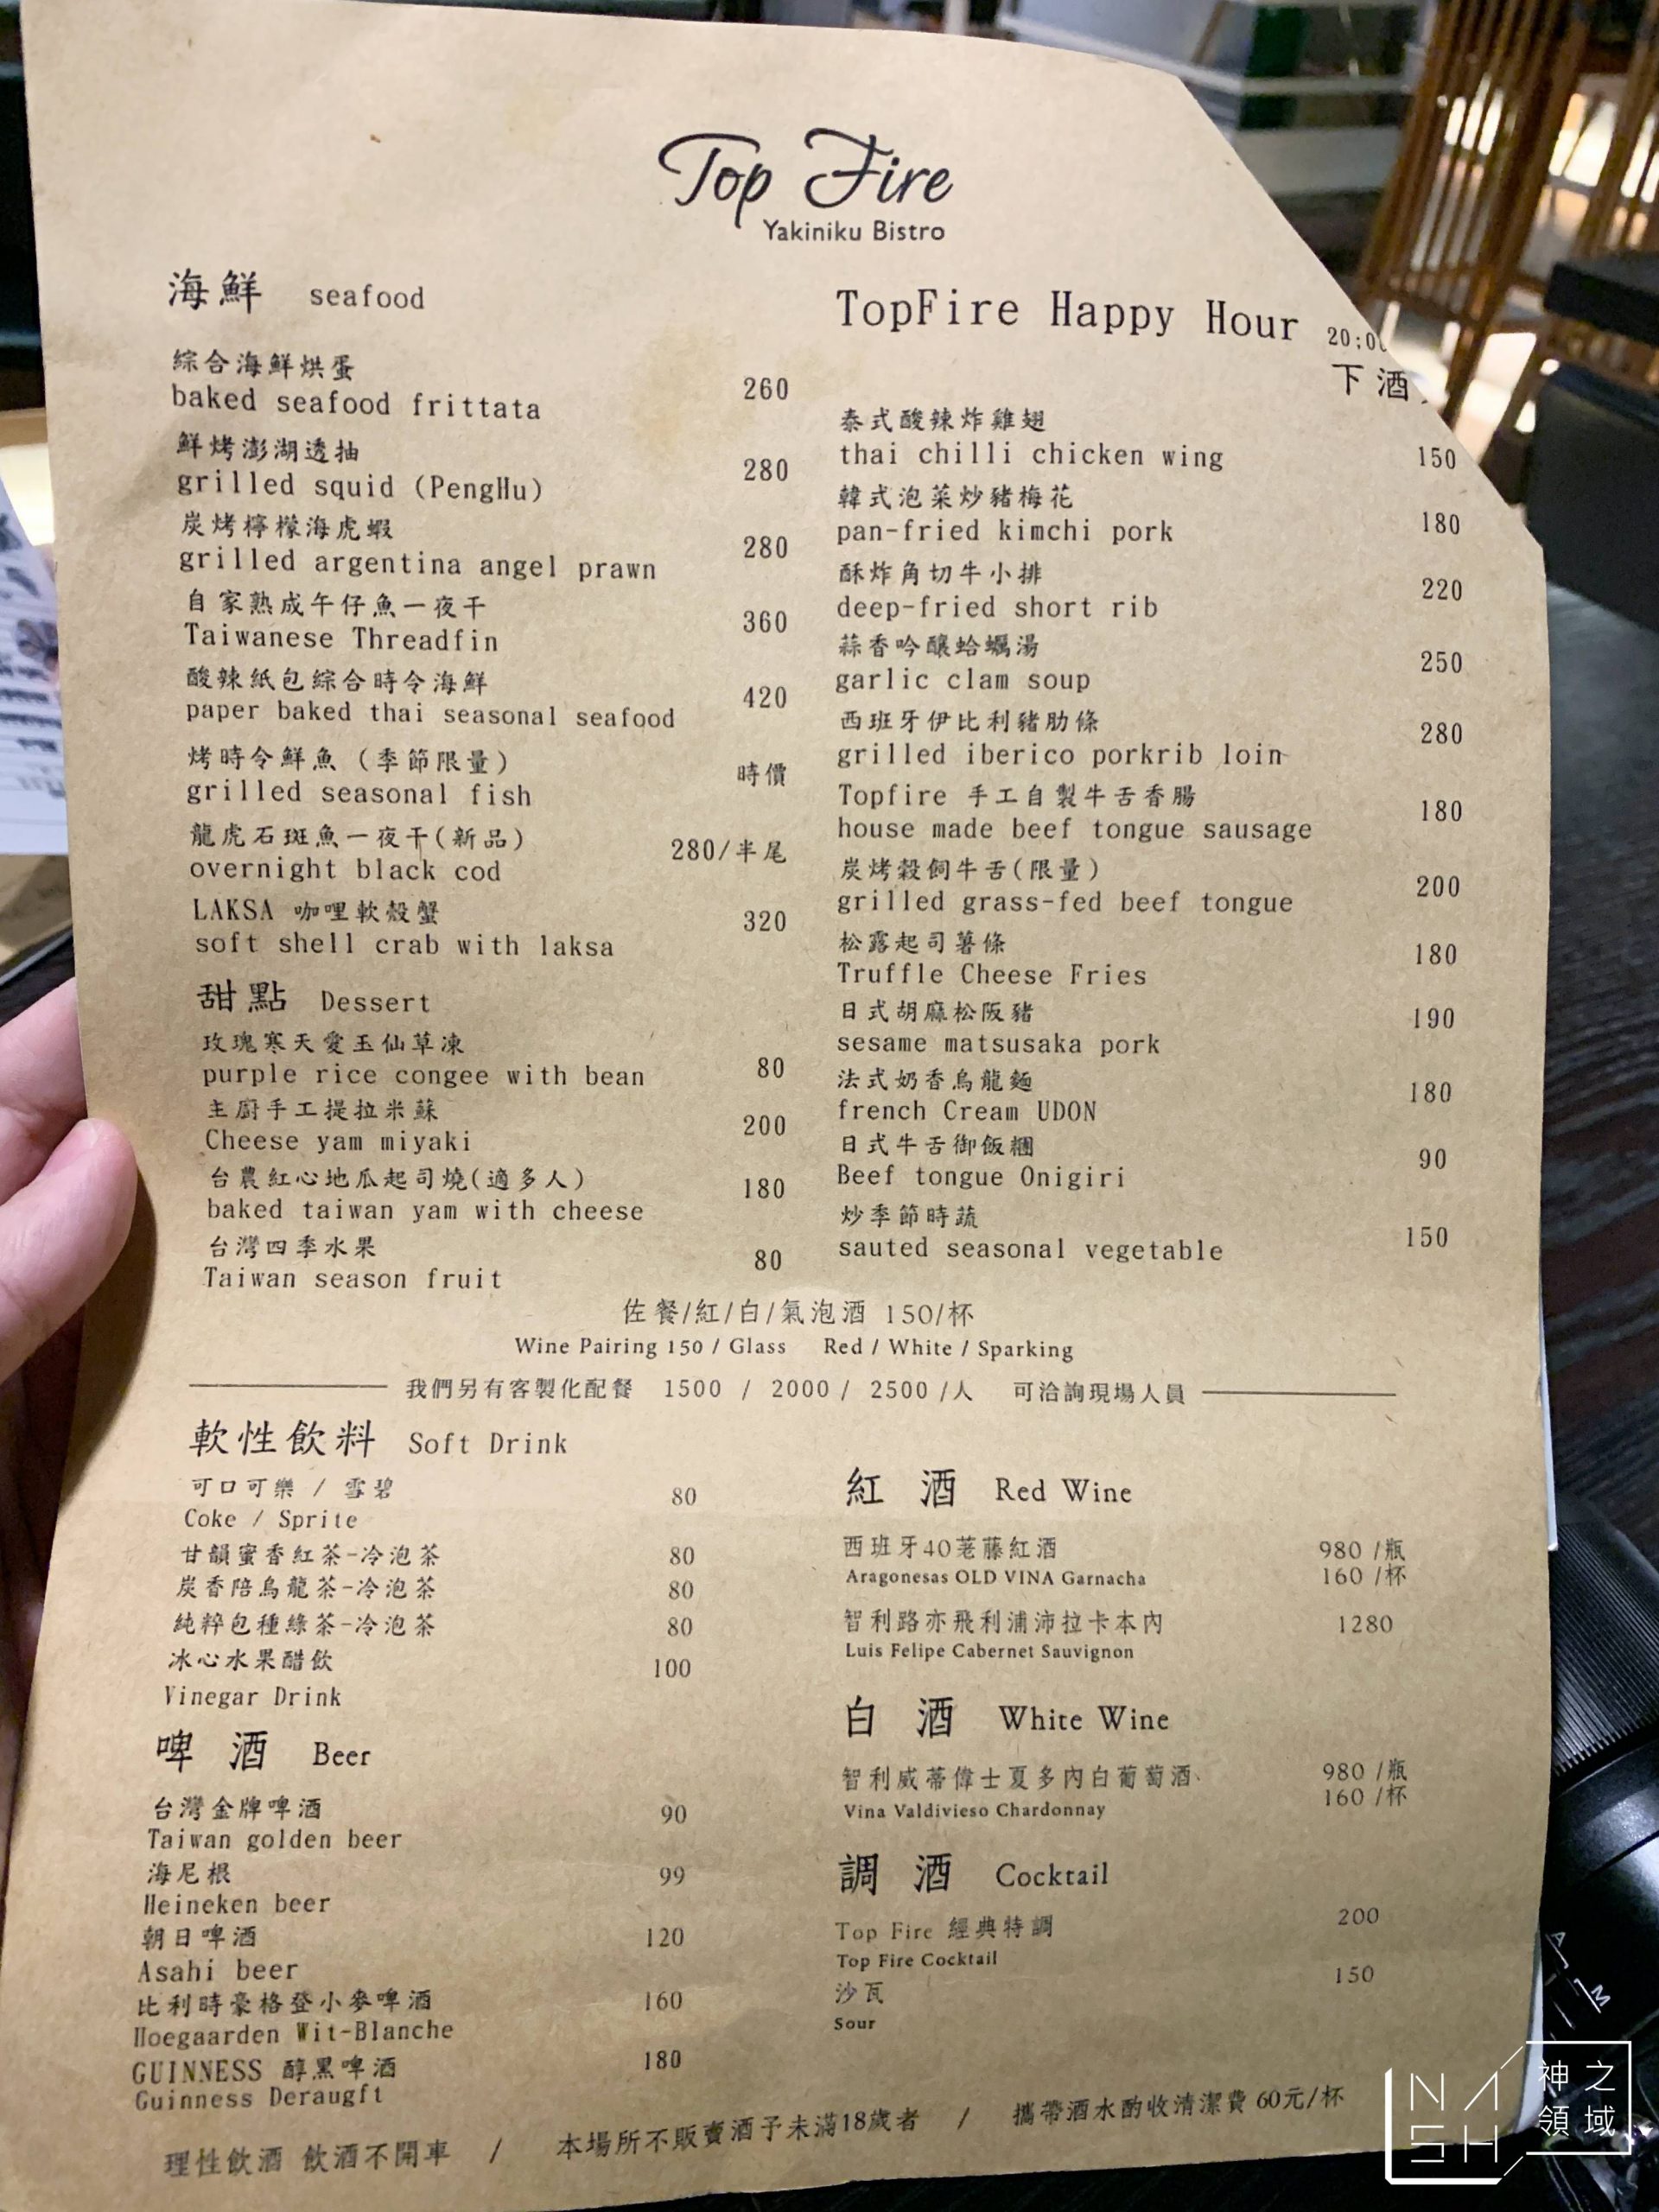 Top Fire
Yakiniku Bistro
海鮮 seafood
綜合海鮮烘蛋
baked seafood frittata 260
鮮烤澎湖透抽
grilled squid (PengHu) 280
炭烤檸檬海虎蝦
grilled argentina angel prawn 280
自家熟成午仔魚一夜干
Taiwanese Threadfin 360
酸辣紙包綜合時令海鮮
paper baked thai seasonal seafood 420
烤時令鮮魚 (季節限量)
grilled seasonal fish 時價
龍虎石斑魚一夜干(新品)
overnight black cod 280/半尾
LAKSA 咖哩軟殼蟹
soft shell crab with laksa 320
甜點 Dessert
玫瑰寒天愛玉仙草凍
purple rice congee with bean 80
主廚手工提拉米蘇
Cheese yam miyaki 200
台農紅心地瓜起司燒(適多人)
baked taiwan yam with cheese 180
台灣四季水果
Taiwan season fruit 80
TopFire Happy Hour
下酒
泰式酸辣炸雞翅
thai chilli chicken wing 150
韓式泡菜炒豬梅花
pan-fried kimchi pork 180
酥炸角切牛小排
deep-fried short rib 220
蒜香吟釀蛤蠣湯
garlic clam soup 250
西班牙伊比利豬肋條
grilled iberico porkrib loin 280
Topfire 手工自製牛舌香腸
house made beef tongue sausage 180
炭烤穀飼牛舌(限量)
grilled grass-fed beef tongue 200
松露起司薯條
Truffle Cheese Fries 180
日式胡麻松阪豬
sesame matsusaka pork 190
法式奶香烏龍麵
french Cream UDON 180
日式牛舌御飯糰
Beef tongue Onigiri 90
炒季節時蔬
sauted seasonal vegetable 150
佐餐/紅/白/氣泡酒 150/杯
Wine Pairing 150 / Glass Red / White / Sparking
我們另有客製化配餐 1500 / 2000 / 2500 /人 可洽詢現場人員
軟性飲料 Soft Drink
可口可樂 / 雪碧 80
Coke / Sprite
甘韻蜜香紅茶-冷泡茶 80
炭香陪烏龍茶-冷泡茶 80
純粹包種綠茶-冷泡茶 80
冰心水果醋飲 100
Vinegar Drink
啤酒 Beer
台灣金牌啤酒 90
Taiwan golden beer
海尼根 99
Heineken beer
朝日啤酒 120
Asahi beer
比利時豪格登小麥啤酒 160
Hoegaarden Wit-Blanche
GUINNESS 醇黑啤酒 180
Guinness Deraugft
紅酒 Red Wine
西班牙40荖藤紅酒 980 /瓶
Aragonesas OLD VINA Garnacha 160 /杯
智利路亦飛利浦沛拉卡本內 1280
Luis Felipe Cabernet Sauvignon
白酒 White Wine
智利威蒂偉士夏多內白葡萄酒 980 /瓶
Vina Valdivieso Chardonnay 160 /杯
調酒 Cocktail
Top Fire 經典特調 200
Top Fire Cocktail
沙瓦 150
Sour
理性飲酒 飲酒不開車 / 本場所不販賣酒予未滿18歲者 / 攜帶酒水酌收清潔費 60元/杯
NASH 神之領域